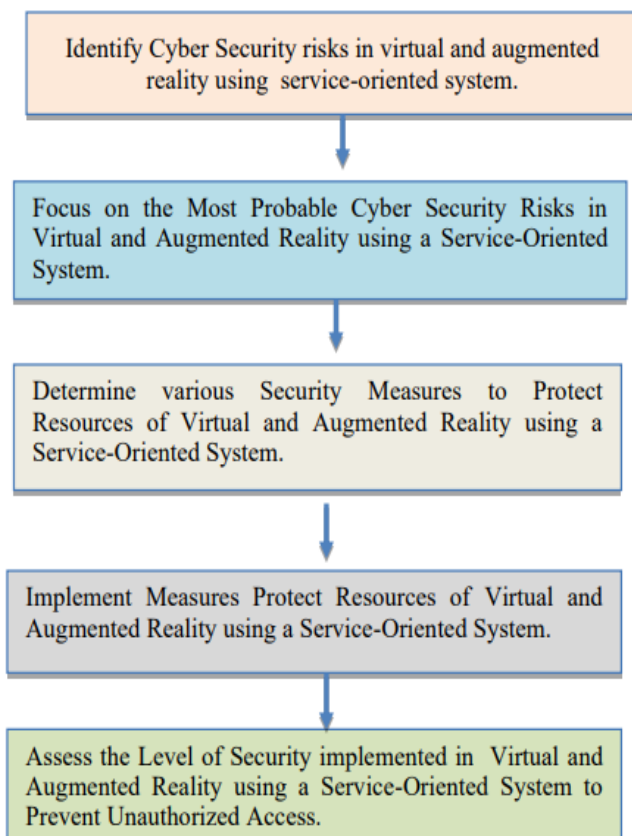 Identify Cyber Security risks in virtual and augmented
reality using service-oriented system.
Focus on the Most Probable Cyber Security Risks in
Virtual and Augmented Reality using a Service-Oriented
System.
Determine various Security Measures to Protect
Resources of Virtual and Augmented Reality using a
Service-Oriented System.
Implement Measures Protect Resources of Virtual and
Augmented Reality using a Service-Oriented System.
Assess the Level of Security implemented in Virtual and
Augmented Reality using a Service-Oriented System to
Prevent Unauthorized Access.